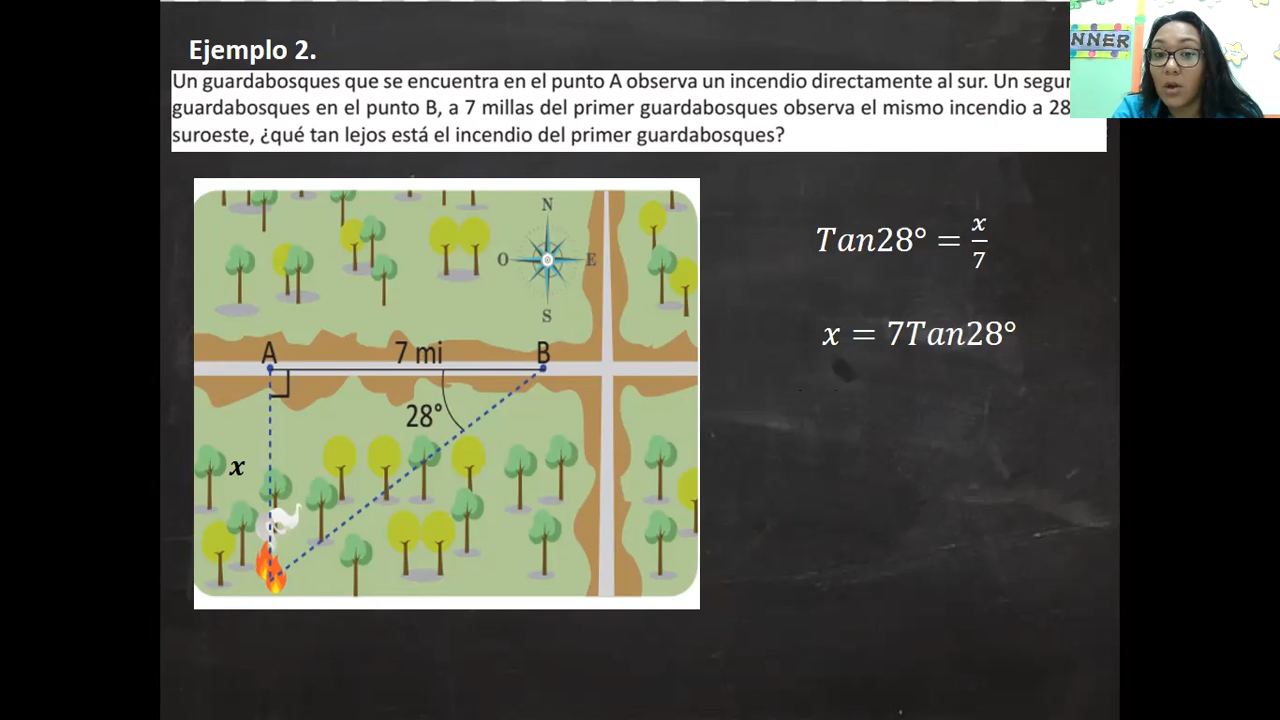 Ejemplo 2.
NNER
Un guardabosques que se encuentra en el punto A observa un incendio directamente al sur. Un segu
guardabosques en el punto B, a 7 millas del primer guardabosques observa el mismo incendio a 28
suroeste, ¿qué tan lejos está el incendio del primer guardabosques?
N
O E
S
Tan28° = x/7
x = 7Tan28°
A 7 mi B
28°
x